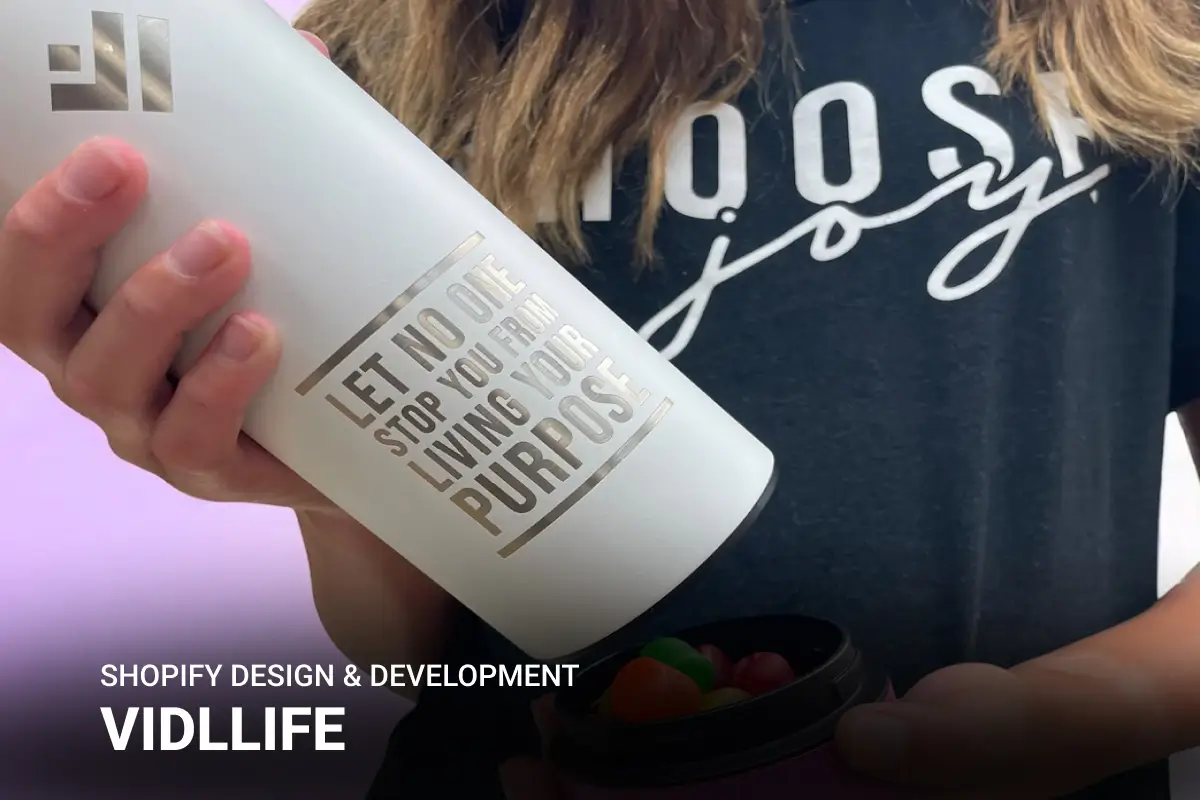 HOOSE
joy
LET NO ONE
STOP YOU FROM
LIVING YOUR
PURPOSE
SHOPIFY DESIGN & DEVELOPMENT
VIDLLIFE